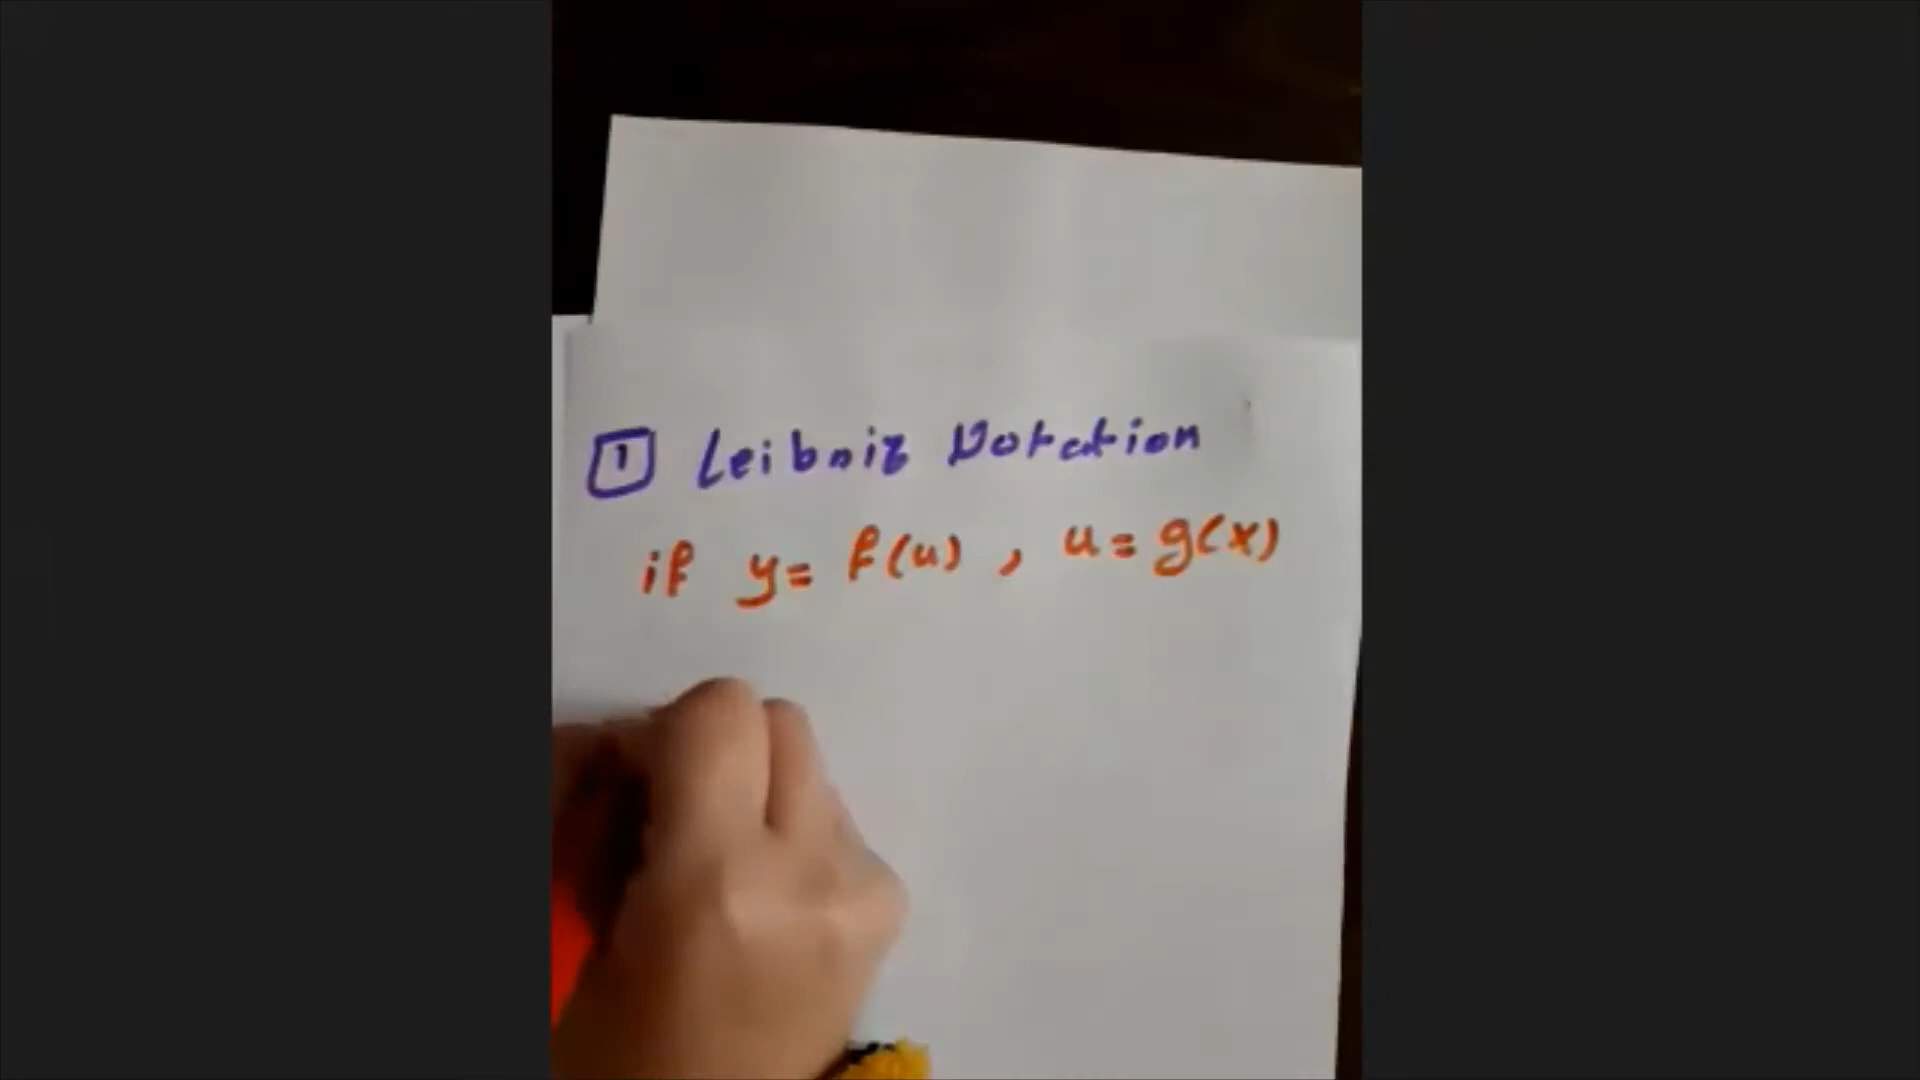 1 Leibniz Notation
if y = f(u) , u = g(x)